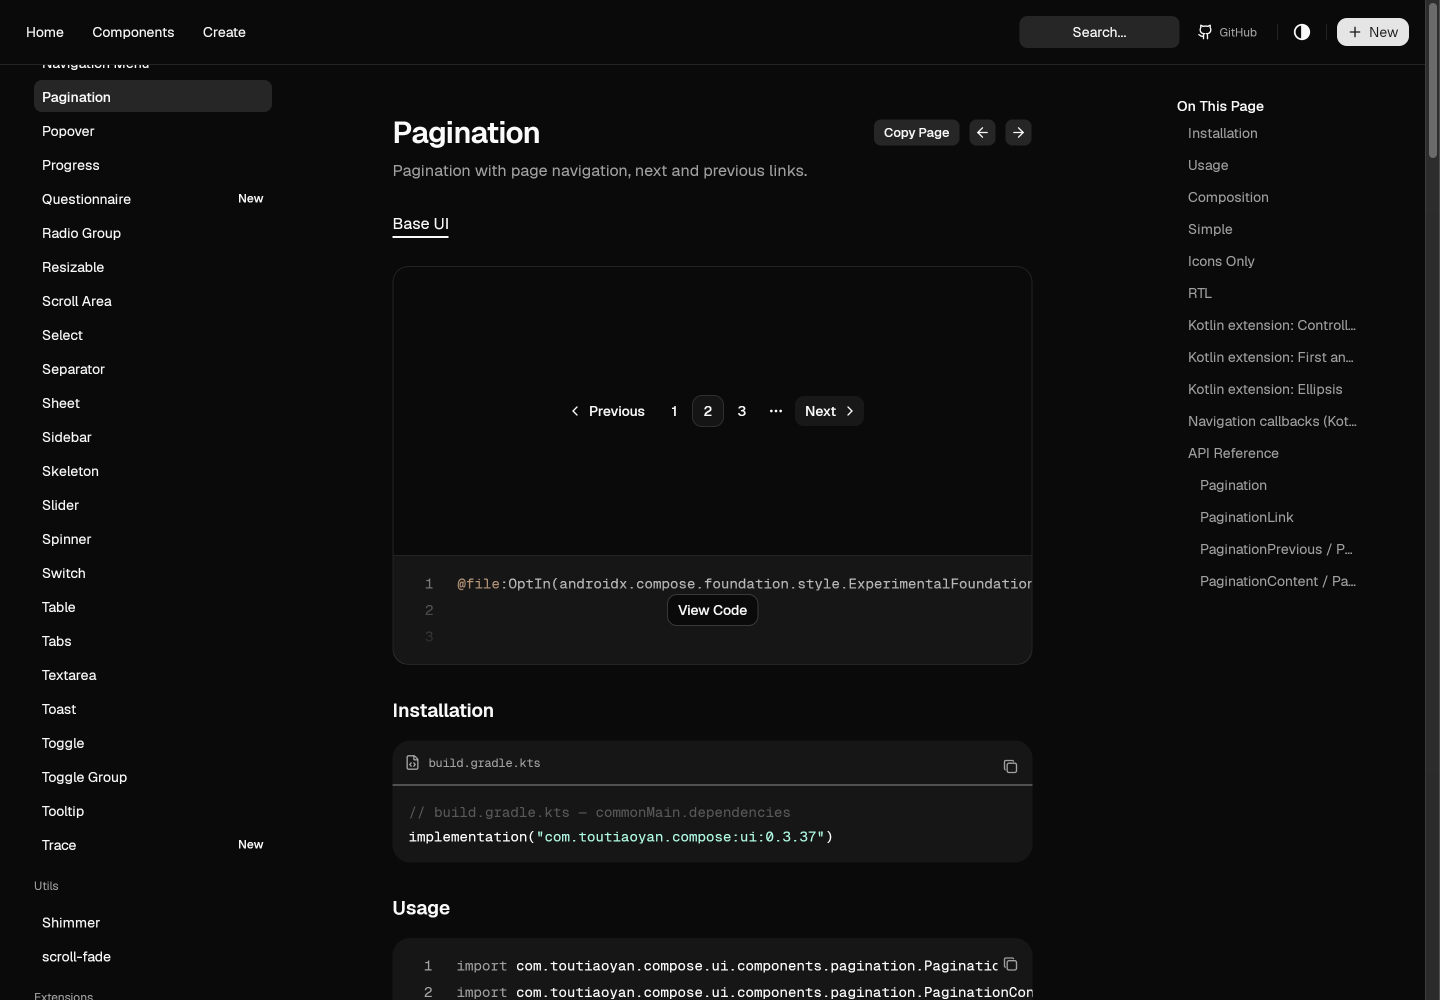 Home
Components
Create
Search...
GitHub
New
Navigation Menu
Pagination
Popover
Progress
Questionnaire New
Radio Group
Resizable
Scroll Area
Select
Separator
Sheet
Sidebar
Skeleton
Slider
Spinner
Switch
Table
Tabs
Textarea
Toast
Toggle
Toggle Group
Tooltip
Trace New
Utils
Shimmer
scroll-fade
Extensions
Pagination
Copy Page
Pagination with page navigation, next and previous links.
Base UI
Previous 1 2 3 ··· Next
1 @file:OptIn(androidx.compose.foundation.style.ExperimentalFoundation
2
View Code
3
Installation
build.gradle.kts
// build.gradle.kts — commonMain.dependencies
implementation("com.toutiaoyan.compose:ui:0.3.37")
Usage
1 import com.toutiaoyan.compose.ui.components.pagination.Paginatic
2 import com.toutiaoyan.compose.ui.components.pagination.PaginationCon
On This Page
Installation
Usage
Composition
Simple
Icons Only
RTL
Kotlin extension: Controll...
Kotlin extension: First an...
Kotlin extension: Ellipsis
Navigation callbacks (Kot...
API Reference
Pagination
PaginationLink
PaginationPrevious / P...
PaginationContent / Pa...